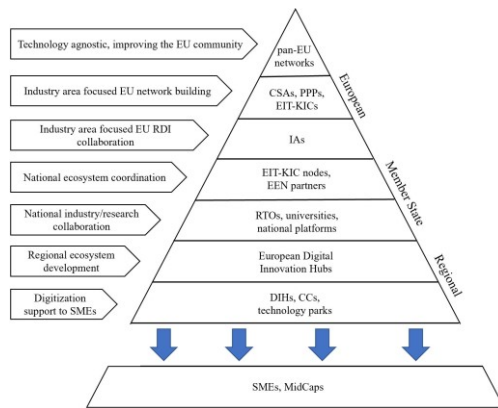 Technology agnostic, improving the EU community
pan-EU
networks
Industry area focused EU network building
CSAs, PPPs,
EIT-KICs
European
Industry area focused EU RDI
collaboration
IAs
National ecosystem coordination
EIT-KIC nodes,
EEN partners
Member State
National industry/research
collaboration
RTOs, universities,
national platforms
Regional ecosystem
development
European Digital
Innovation Hubs
Regional
Digitization
support to SMEs
DIHs, CCs,
technology parks
SMEs, MidCaps